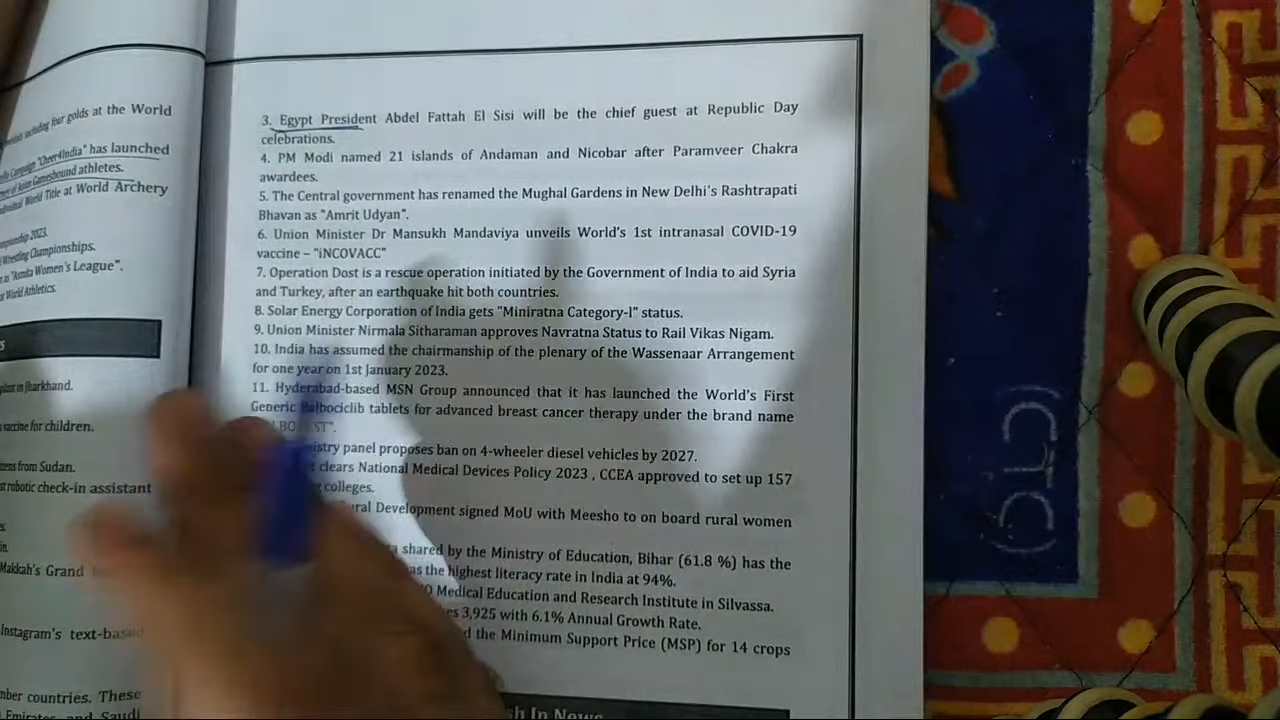 including four golds at the World
Campaign "Cheer4India" has launched
of Asian Gamesbound athletes.
World Title at World Archery
2023.
Wrestling Championships.
as "Asmita Women's League".
at World Athletics.
plant in Jharkhand.
vaccine for children.
from Sudan.
robotic check-in assistant
Makkah's Grand
Instagram's text-based
countries. These
Emirates and Saudi
3. Egypt President Abdel Fattah El Sisi will be the chief guest at Republic Day
celebrations.
4. PM Modi named 21 islands of Andaman and Nicobar after Paramveer Chakra
awardees.
5. The Central government has renamed the Mughal Gardens in New Delhi's Rashtrapati
Bhavan as "Amrit Udyan".
6. Union Minister Dr Mansukh Mandaviya unveils World's 1st intranasal COVID-19
vaccine – "iNCOVACC"
7. Operation Dost is a rescue operation initiated by the Government of India to aid Syria
and Turkey, after an earthquake hit both countries.
8. Solar Energy Corporation of India gets "Miniratna Category-I" status.
9. Union Minister Nirmala Sitharaman approves Navratna Status to Rail Vikas Nigam.
10. India has assumed the chairmanship of the plenary of the Wassenaar Arrangement
for one year on 1st January 2023.
11. Hyderabad-based MSN Group announced that it has launched the World's First
Generic Palbociclib tablets for advanced breast cancer therapy under the brand name
panel proposes ban on 4-wheeler diesel vehicles by 2027.
clears National Medical Devices Policy 2023 , CCEA approved to set up 157
colleges.
Development signed MoU with Meesho to on board rural women
shared by the Ministry of Education, Bihar (61.8 %) has the
as the highest literacy rate in India at 94%.
Medical Education and Research Institute in Silvassa.
3,925 with 6.1% Annual Growth Rate.
the Minimum Support Price (MSP) for 14 crops
In News